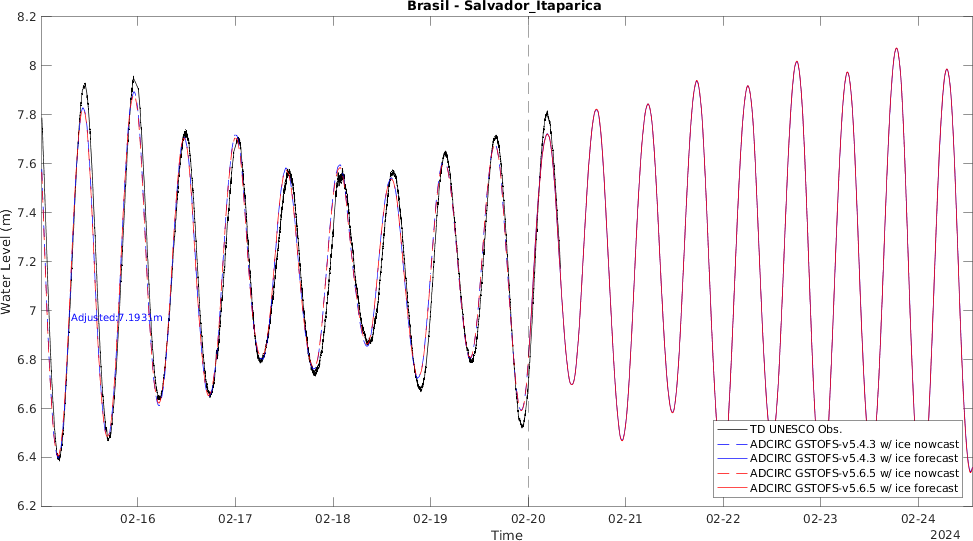 Brasil - Salvador_Itaparica
Water Level (m)
8.2
8
7.8
7.6
7.4
7.2
7
6.8
6.6
6.4
6.2
Adjusted:7.1931m
TD UNESCO Obs.
ADCIRC GSTOFS-v5.4.3 w/ ice nowcast
ADCIRC GSTOFS-v5.4.3 w/ ice forecast
ADCIRC GSTOFS-v5.6.5 w/ ice nowcast
ADCIRC GSTOFS-v5.6.5 w/ ice forecast
02-16
02-17
02-18
02-19
02-20
02-21
02-22
02-23
02-24
Time
2024